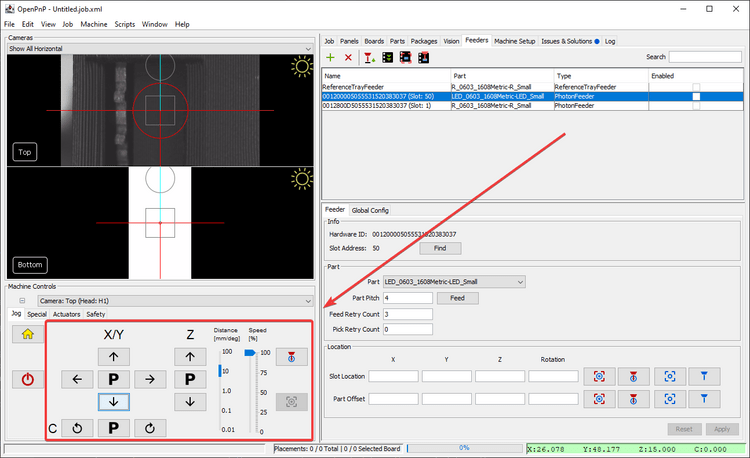 OpenPnP - Untitled.job.xml
File Edit View Job Machine Scripts Window Help
Cameras
Show All Horizontal
Top
Bottom
Machine Controls
Camera: Top (Head: H1)
Jog Special Actuators Safety
X/Y Z Distance [mm/deg] Speed [%]
100 100
10 75
1.0 50
0.1 25
0.01 0
P P
C P
Job Panels Boards Parts Packages Vision Feeders Machine Setup Issues & Solutions Log
Search
Name Part Type Enabled
ReferenceTrayFeeder R_0603_1608Metric-R_Small ReferenceTrayFeeder
001200005055531520383037 (Slot: 50) LED_0603_1608Metric-LED_Small PhotonFeeder
0012800D5055531520383037 (Slot: 1) R_0603_1608Metric-R_Small PhotonFeeder
Feeder Global Config
Info
Hardware ID: 001200005055531520383037
Slot Address: 50 Find
Part
Part LED_0603_1608Metric-LED_Small
Part Pitch 4 Feed
Feed Retry Count 3
Pick Retry Count 0
Location
X Y Z Rotation
Slot Location
Part Offset
Reset Apply
Placements: 0 / 0 Total | 0 / 0 Selected Board 0% X:26.078 Y:48.177 Z:15.000 C:0.000